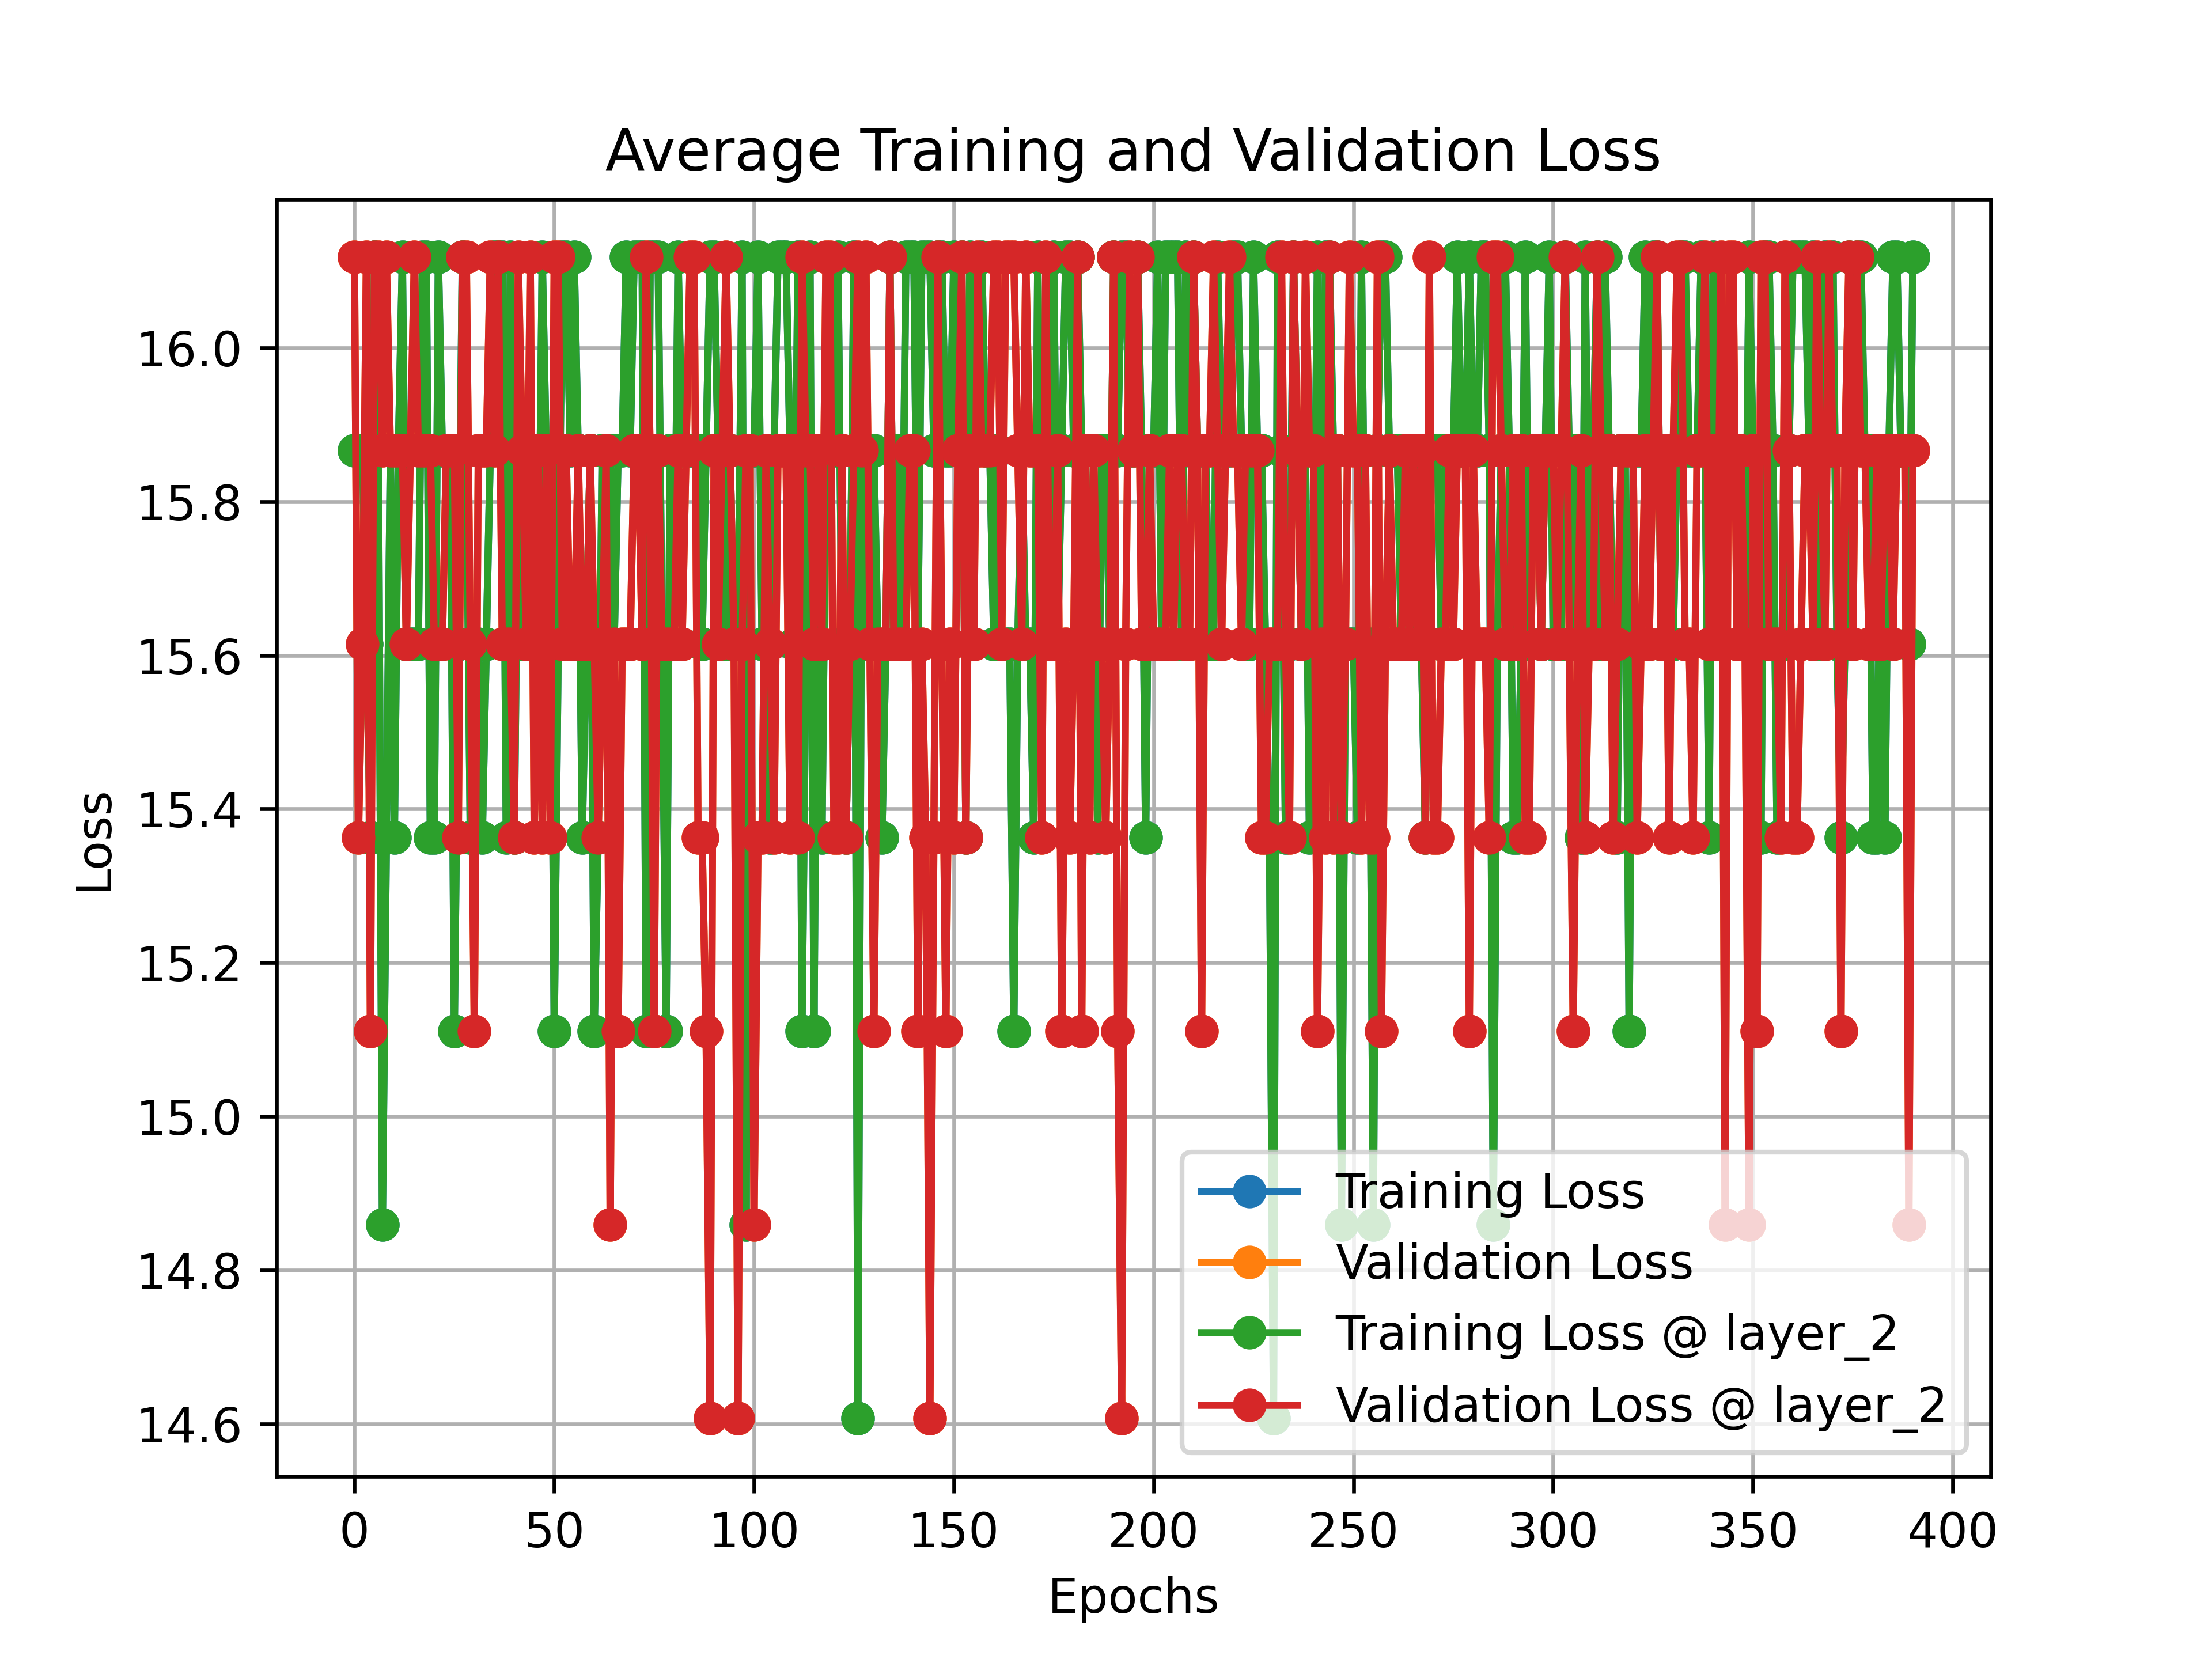 Average Training and Validation Loss
Loss
16.0
15.8
15.6
15.4
15.2
15.0
14.8
14.6
Training Loss
Validation Loss
Training Loss @ layer_2
Validation Loss @ layer_2
0 50 100 150 200 250 300 350 400
Epochs